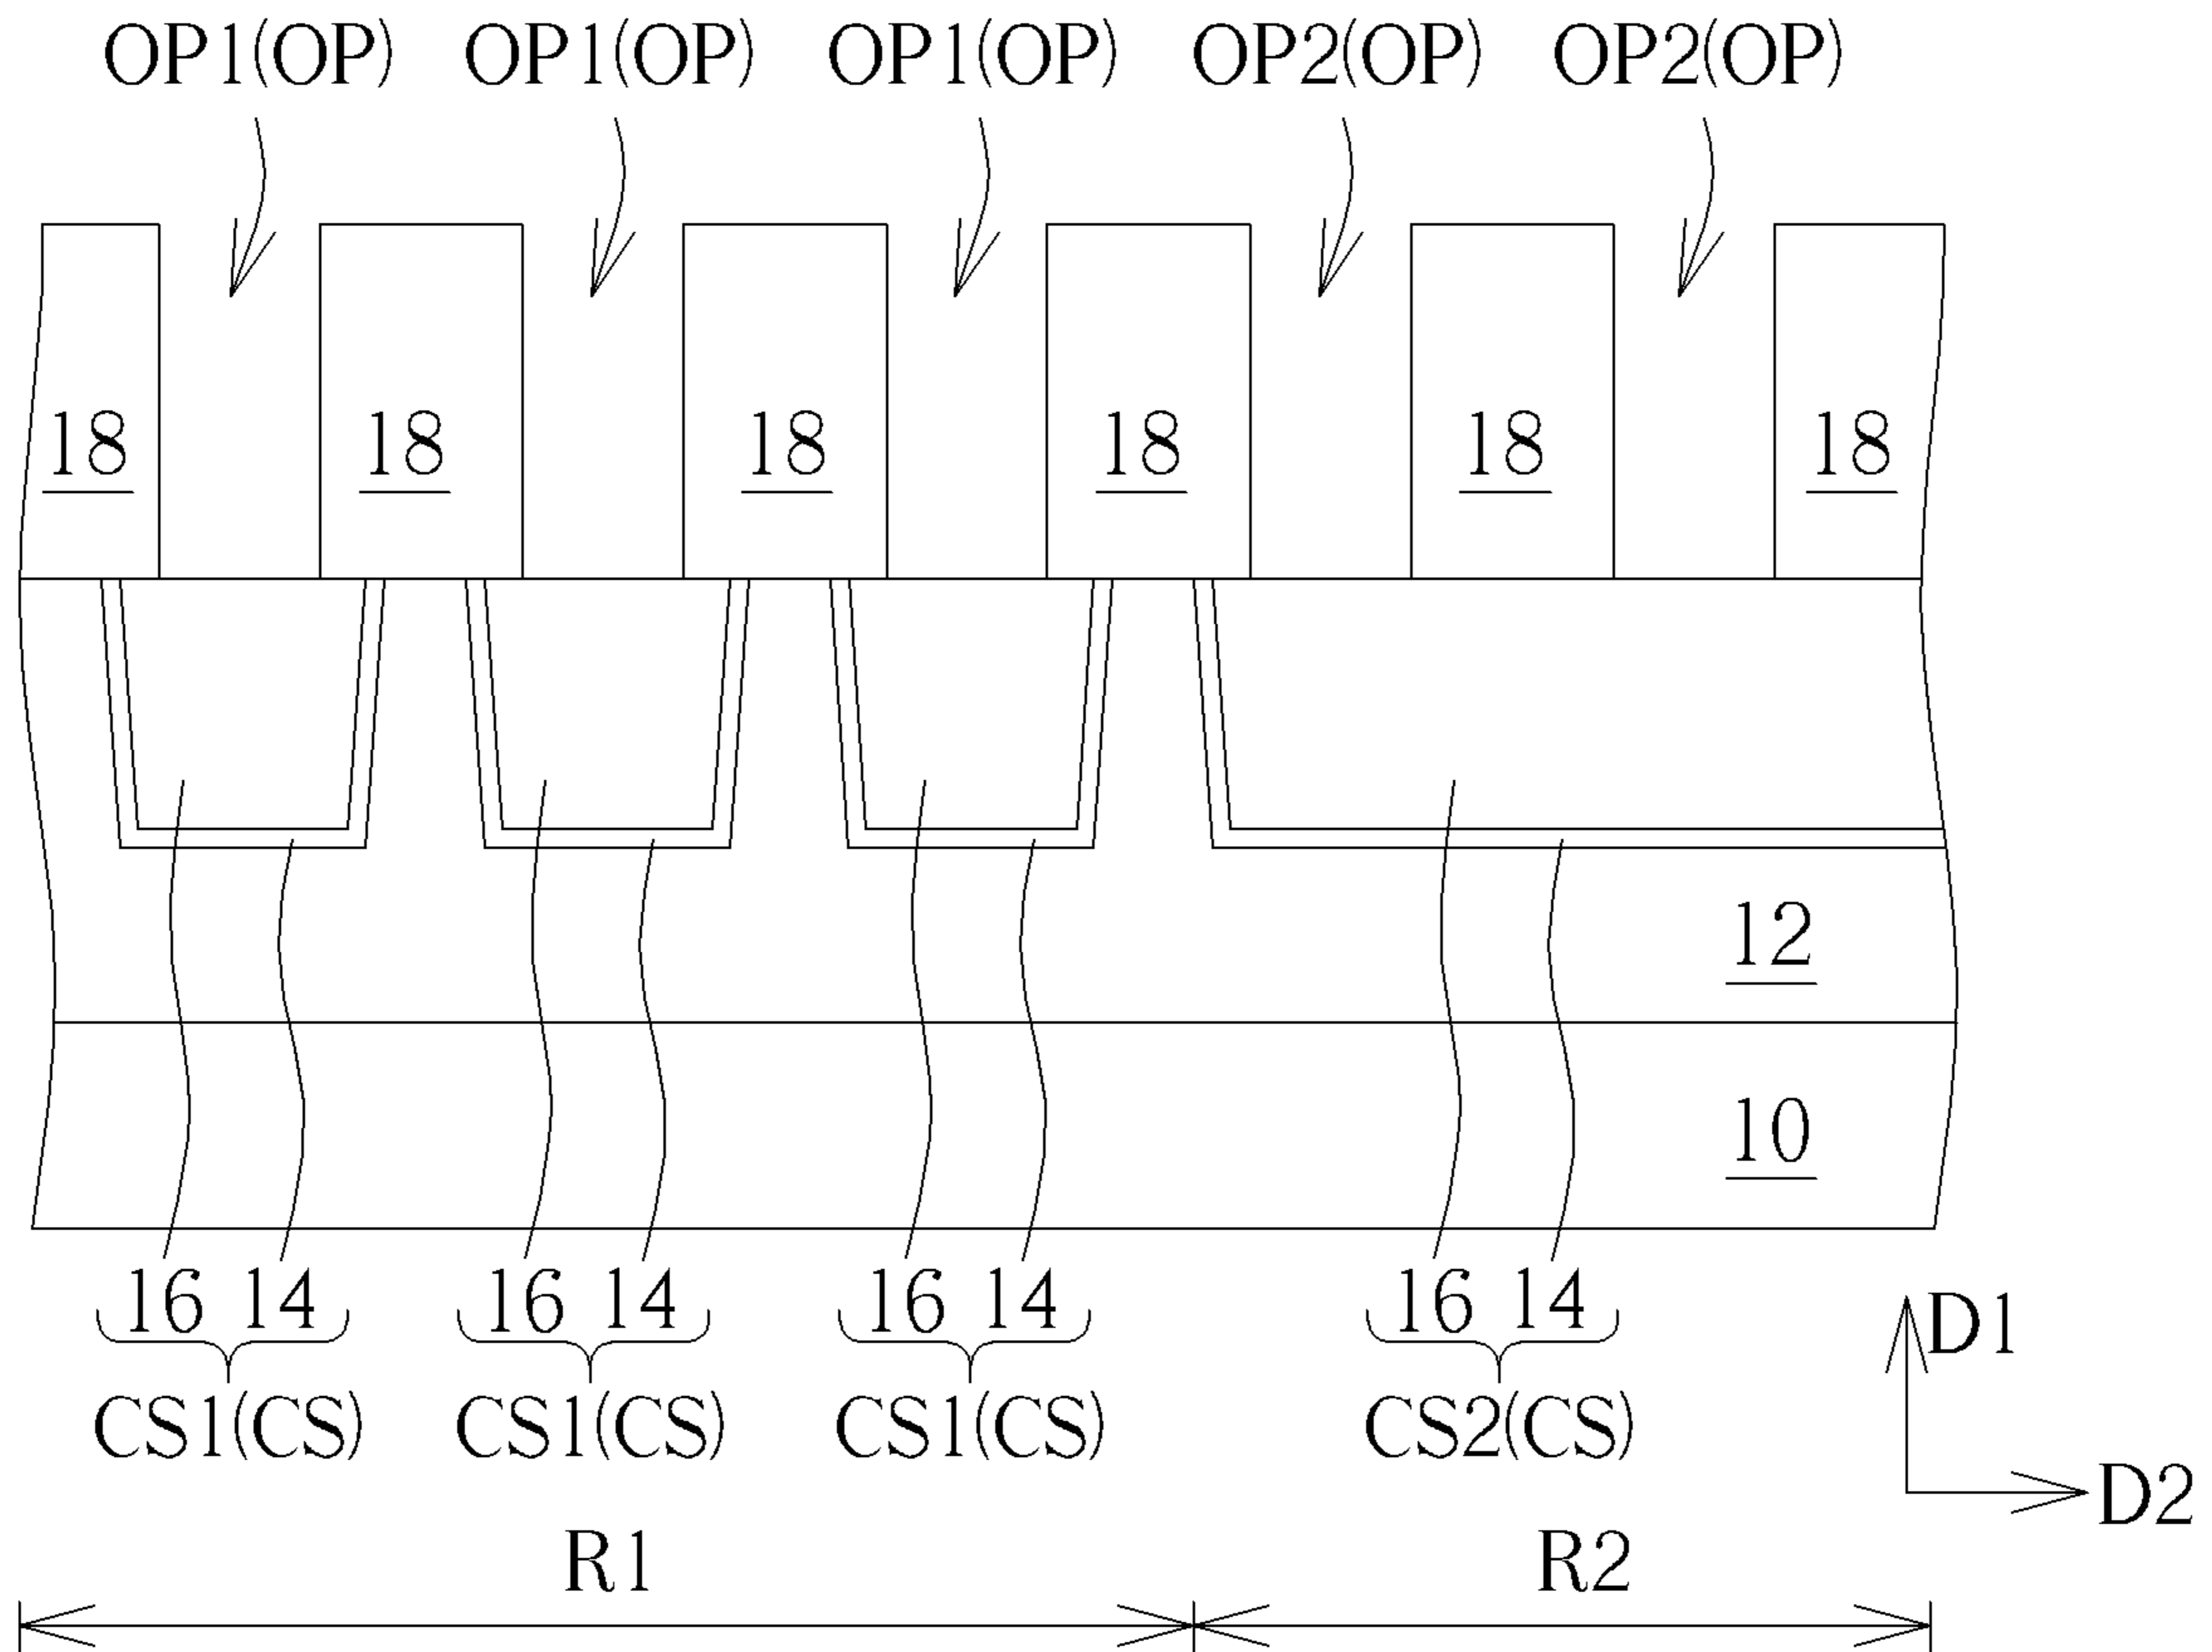 OP1(OP) OP1(OP) OP1(OP) OP2(OP) OP2(OP)
18 18 18 18 18 18
12
10
16 14 16 14 16 14 16 14
D1
CS1(CS) CS1(CS) CS1(CS) CS2(CS)
D2
R1 R2